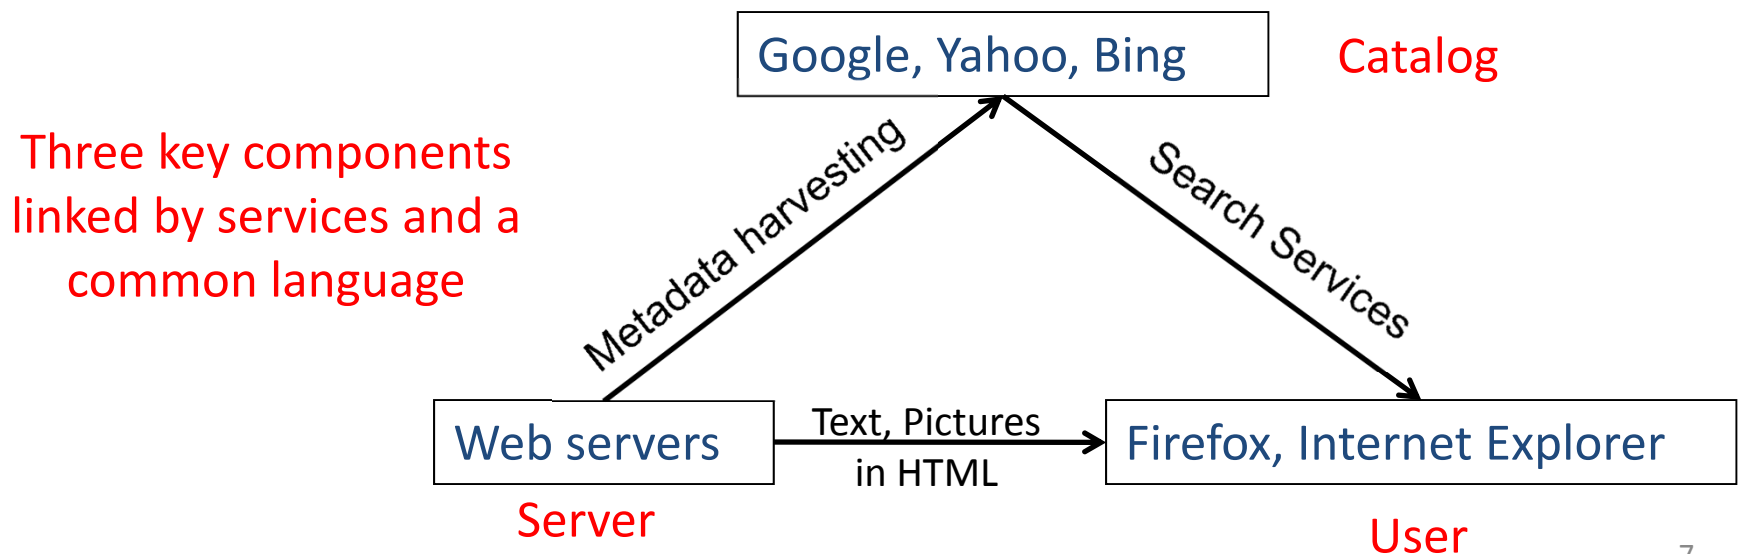 Google, Yahoo, Bing
Catalog
Three key components
linked by services and a
common language
Metadata harvesting
Search Services
Web servers
Text, Pictures
in HTML
Firefox, Internet Explorer
Server
User
7